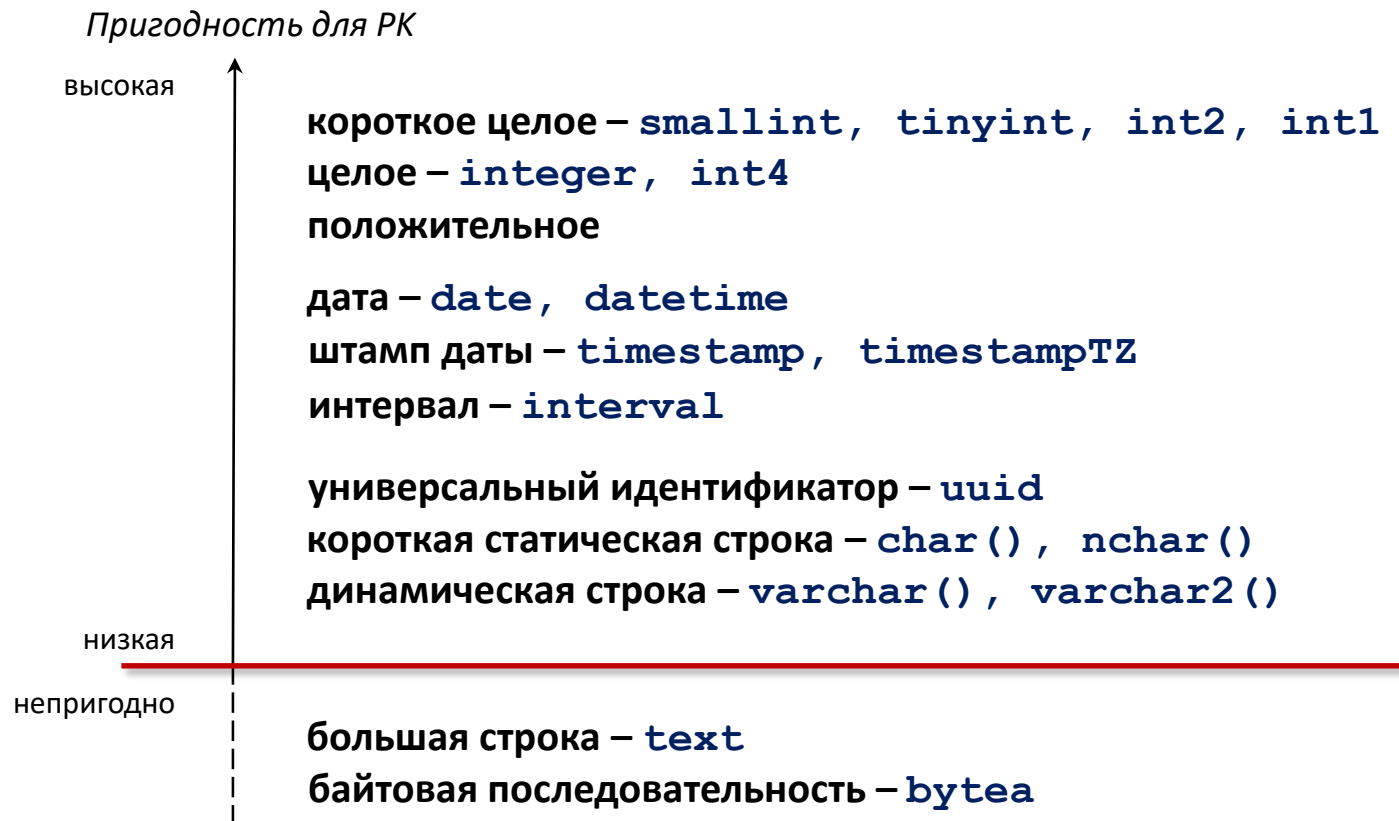 Пригодность для PK
высокая
короткое целое – smallint, tinyint, int2, int1
целое – integer, int4
положительное
дата – date, datetime
штамп даты – timestamp, timestampTZ
интервал – interval
универсальный идентификатор – uuid
короткая статическая строка – char(), nchar()
динамическая строка – varchar(), varchar2()
низкая
непригодно
большая строка – text
байтовая последовательность – bytea